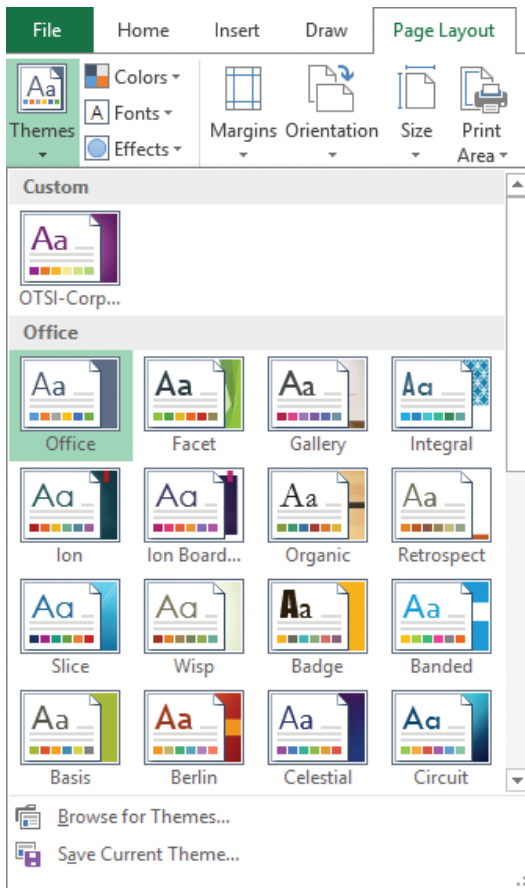 File Home Insert Draw Page Layout
Aa Colors
A Fonts
Themes Effects Margins Orientation Size Print
Area
Custom
Aa
OTSI-Corp...
Office
Aa Aa Aa Aa
Office Facet Gallery Integral
Aa Aa Aa Aa
Ion Ion Board... Organic Retrospect
Aa Aa Aa Aa
Slice Wisp Badge Banded
Aa Aa Aa Aa
Basis Berlin Celestial Circuit
Browse for Themes...
Save Current Theme...